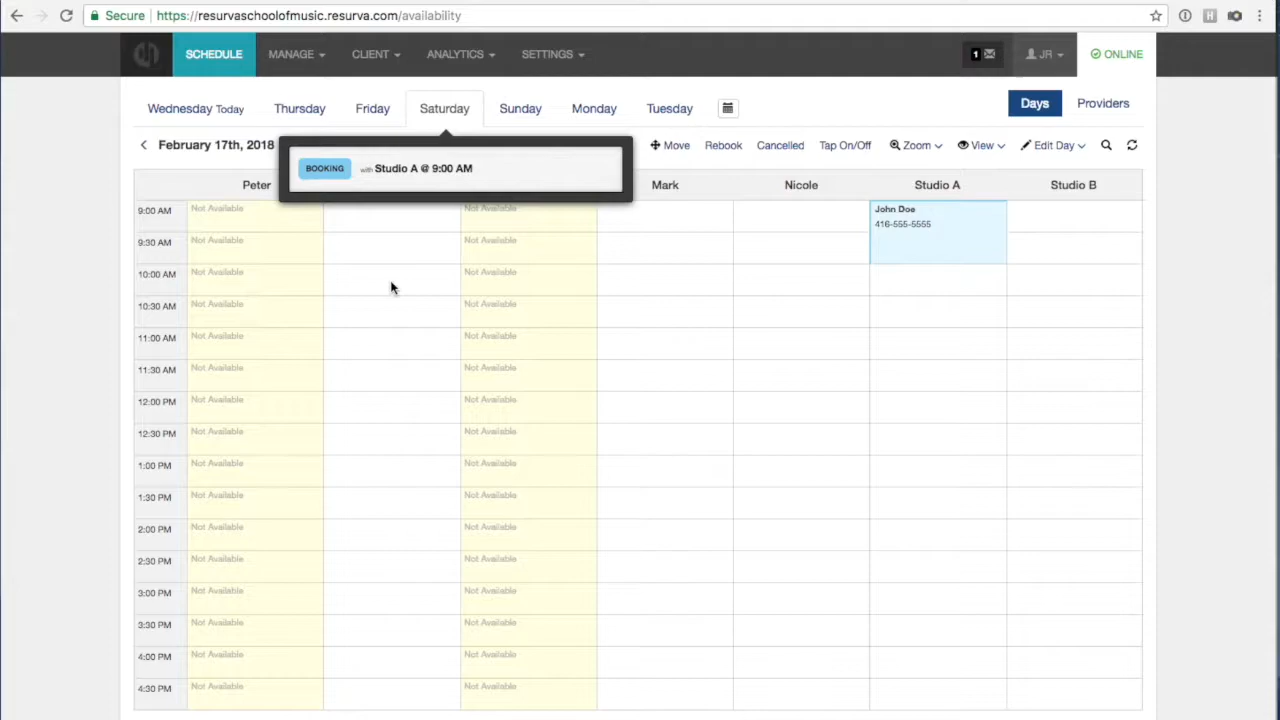 Secure https://resurvaschoolofmusic.resurva.com/availability
SCHEDULE MANAGE CLIENT ANALYTICS SETTINGS 1 JR ONLINE
Wednesday Today Thursday Friday Saturday Sunday Monday Tuesday Days Providers
February 17th, 2018 Move Rebook Cancelled Tap On/Off Zoom View Edit Day
BOOKING with Studio A @ 9:00 AM
Peter Mark Nicole Studio A Studio B
9:00 AM Not Available Not Available John Doe
416-555-5555
9:30 AM Not Available Not Available
10:00 AM Not Available Not Available
10:30 AM Not Available Not Available
11:00 AM Not Available Not Available
11:30 AM Not Available Not Available
12:00 PM Not Available Not Available
12:30 PM Not Available Not Available
1:00 PM Not Available Not Available
1:30 PM Not Available Not Available
2:00 PM Not Available Not Available
2:30 PM Not Available Not Available
3:00 PM Not Available Not Available
3:30 PM Not Available Not Available
4:00 PM Not Available Not Available
4:30 PM Not Available Not Available